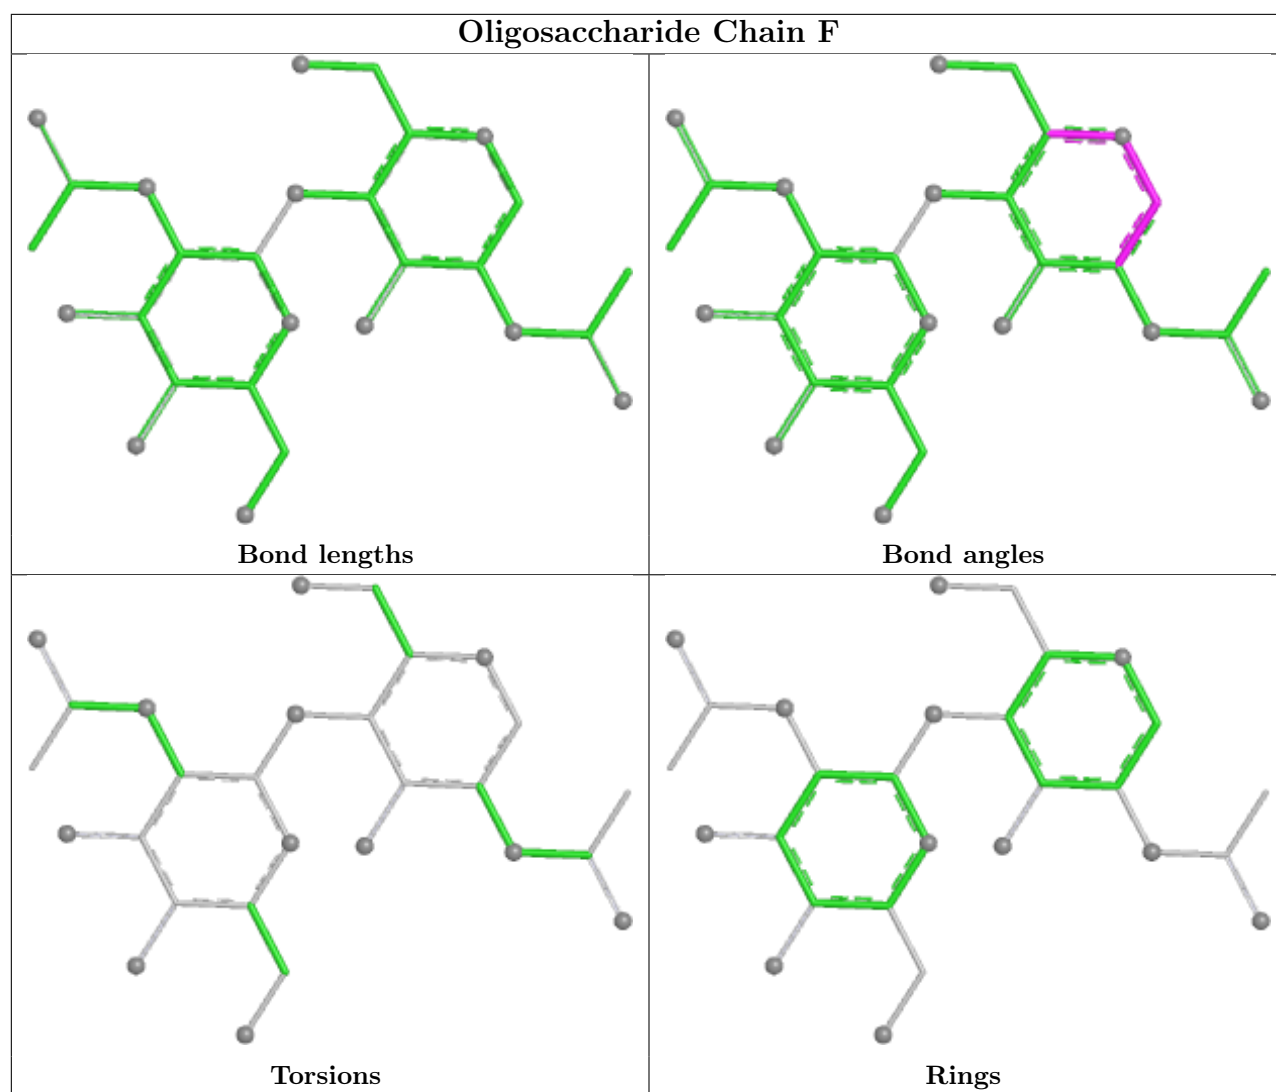 Oligosaccharide Chain F
Bond lengths
Bond angles
Torsions
Rings